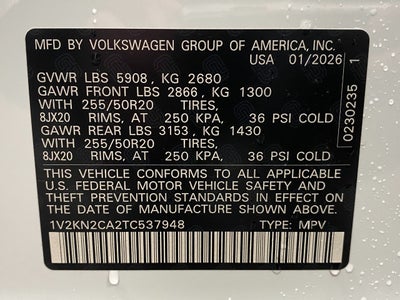 MFD BY VOLKSWAGEN GROUP OF AMERICA, INC.
USA 01/2026
GVWR LBS 5908, KG 2680
GAWR FRONT LBS 2866, KG 1300
WITH 255/50R20 TIRES,
8JX20 RIMS, AT 250 KPA, 36 PSI COLD
GAWR REAR LBS 3153, KG 1430
WITH 255/50R20 TIRES,
8JX20 RIMS, AT 250 KPA, 36 PSI COLD
THIS VEHICLE CONFORMS TO ALL APPLICABLE
U.S. FEDERAL MOTOR VEHICLE SAFETY AND
THEFT PREVENTION STANDARDS IN EFFECT
ON THE DATE OF MANUFACTURE SHOWN ABOVE.
1V2KN2CA2TC537948 TYPE: MPV
0230235 1